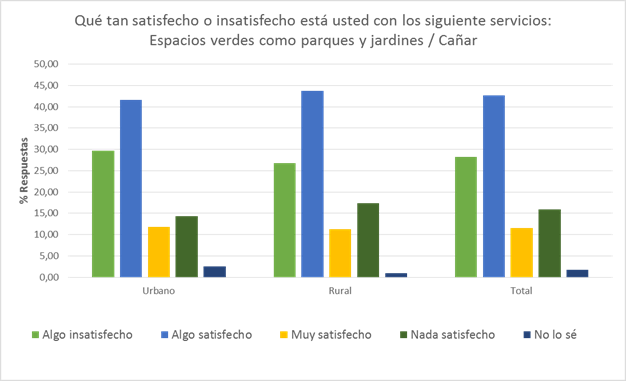 Qué tan satisfecho o insatisfecho está usted con los siguiente servicios:
Espacios verdes como parques y jardines / Cañar
50,00
45,00
40,00
35,00
30,00
25,00
20,00
15,00
10,00
5,00
0,00
% Respuestas
Urbano
Rural
Total
Algo insatisfecho
Algo satisfecho
Muy satisfecho
Nada satisfecho
No lo sé